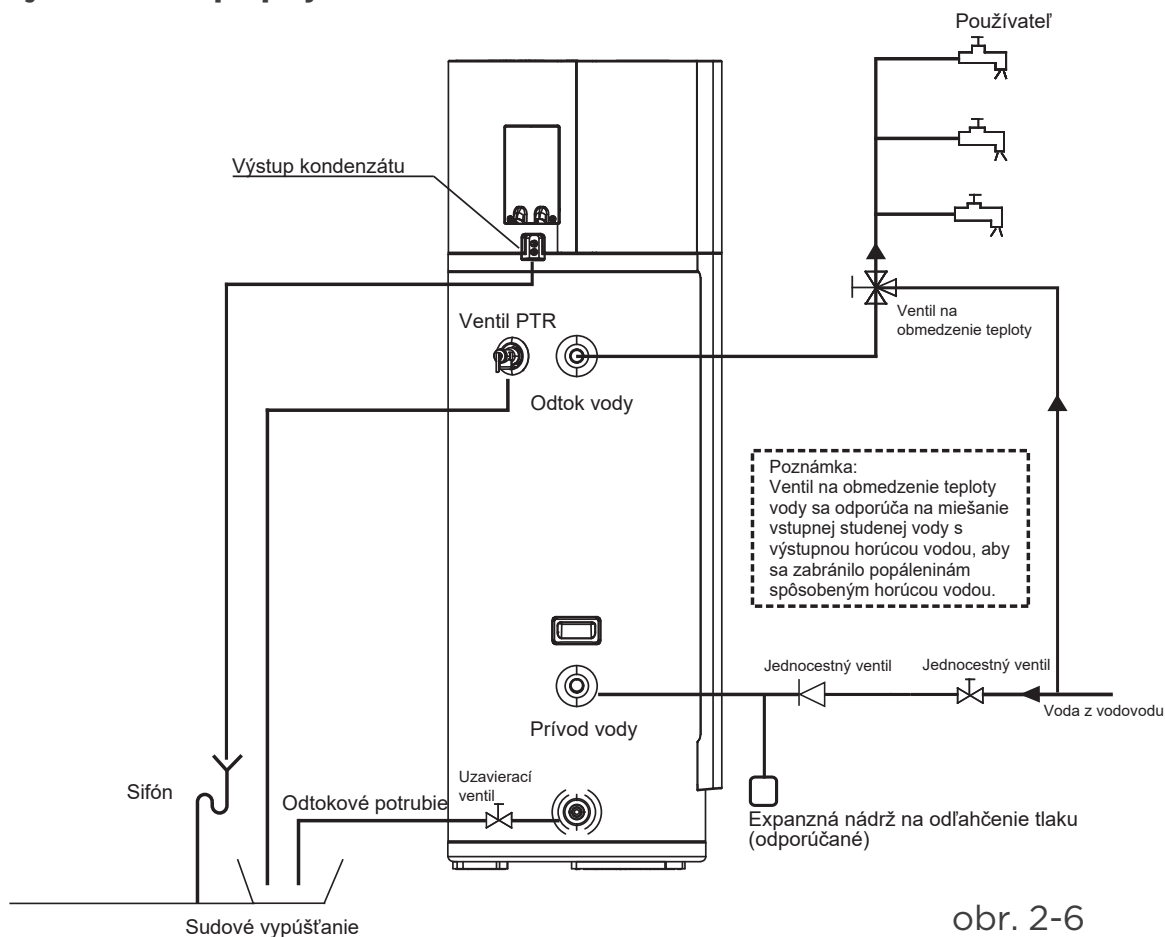 Používateľ
Výstup kondenzátu
Ventil PTR
Ventil na
obmedzenie teploty
Odtok vody
Poznámka:
Ventil na obmedzenie teploty
vody sa odporúča na miešanie
vstupnej studenej vody s
výstupnou horúcou vodou, aby
sa zabránilo popáleninám
spôsobeným horúcou vodou.
Jednocestný ventil
Jednocestný ventil
Voda z vodovodu
Prívod vody
Uzavierací
ventil
Sifón
Odtokové potrubie
Expanzná nádrž na odľahčenie tlaku
(odporúčané)
Sudové vypúšťanie
obr. 2-6